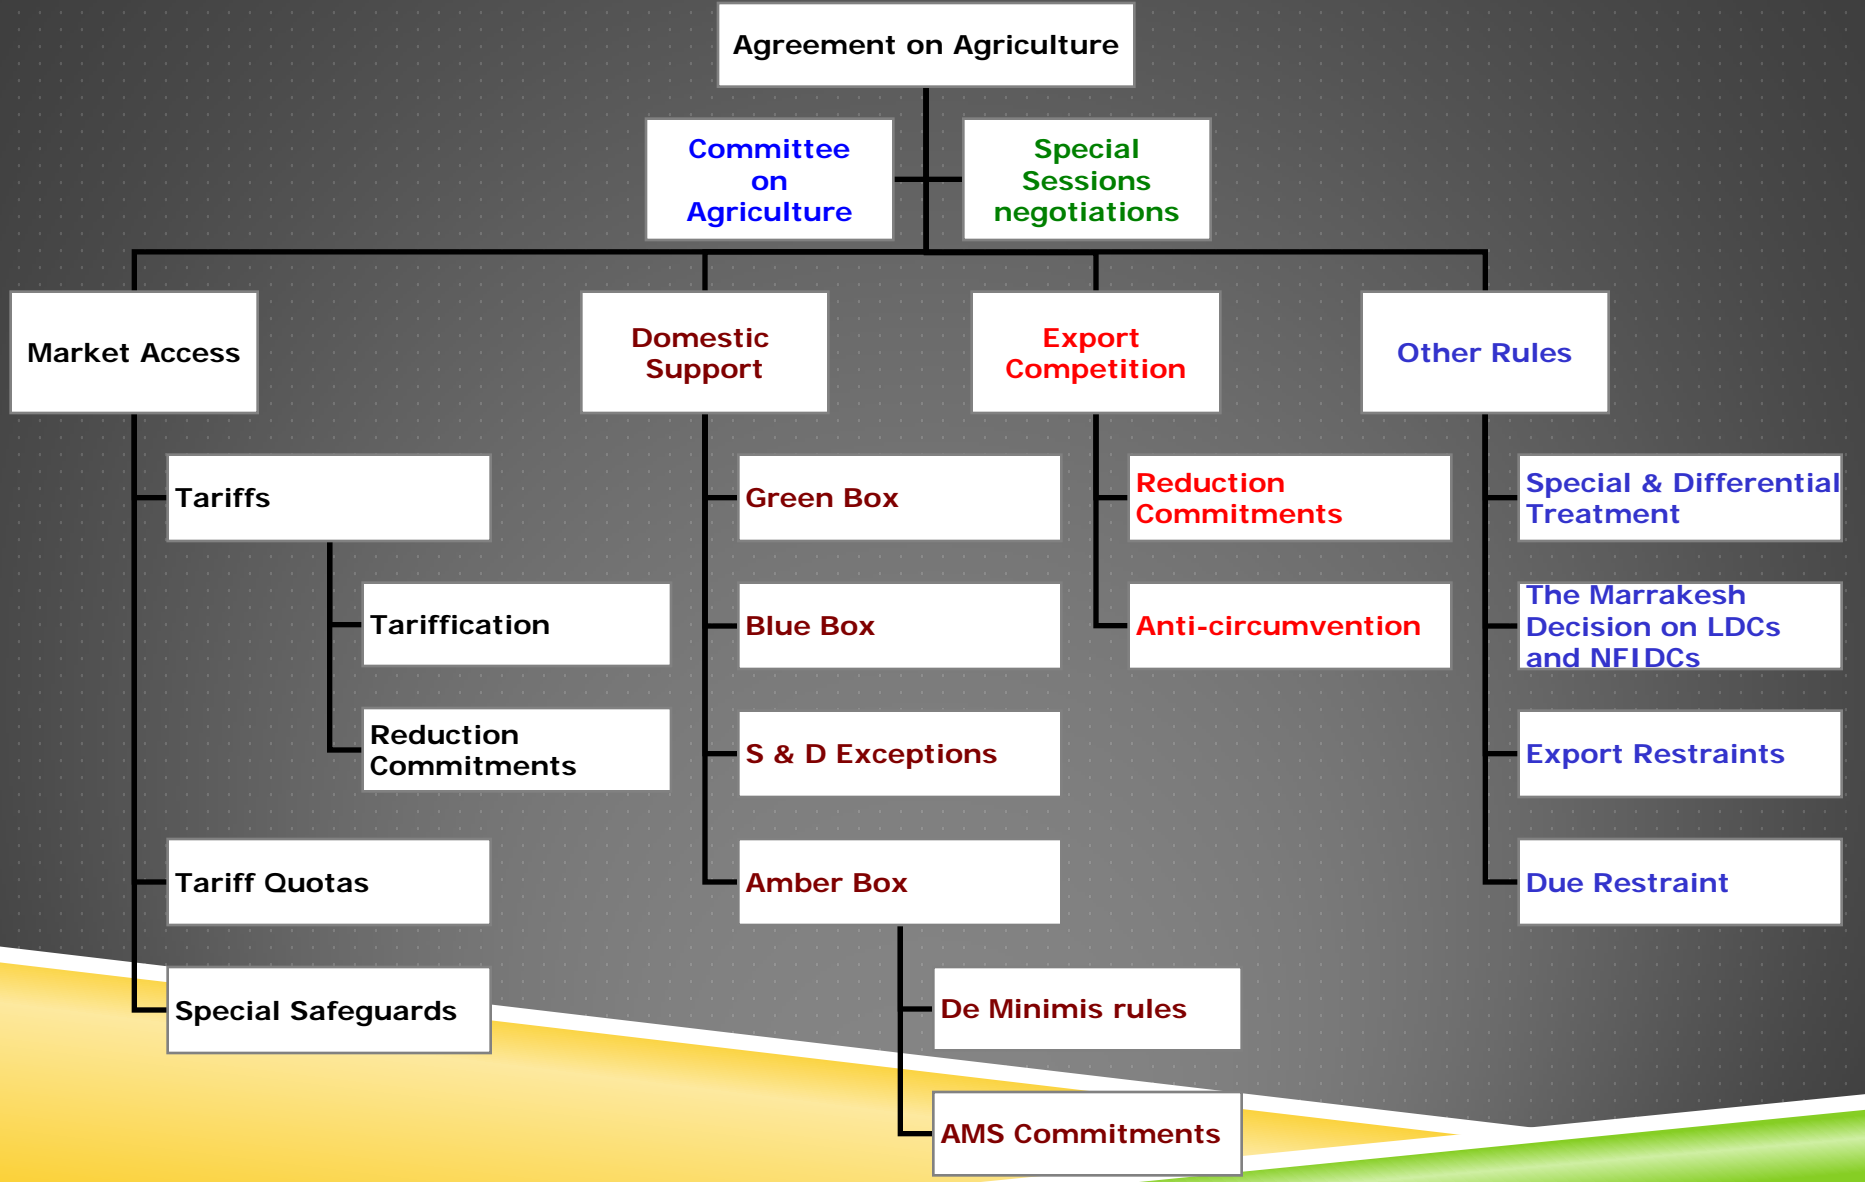 Agreement on Agriculture
Committee
on
Agriculture
Special
Sessions
negotiations
Market Access
Domestic
Support
Export
Competition
Other Rules
Tariffs
Tariffication
Reduction
Commitments
Tariff Quotas
Special Safeguards
Green Box
Blue Box
S & D Exceptions
Amber Box
De Minimis rules
AMS Commitments
Reduction
Commitments
Anti-circumvention
Special & Differential
Treatment
The Marrakesh
Decision on LDCs
and NFIDCs
Export Restraints
Due Restraint